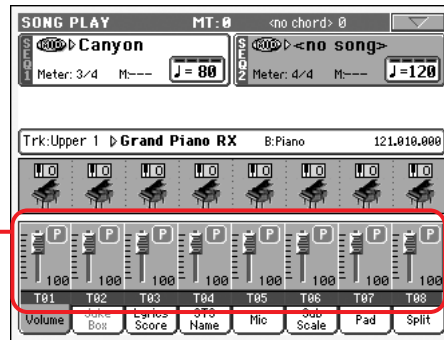 SONG PLAY MT:0 <no chord> 0
SEQ1 Canyon
Meter: 3/4 M:--- ♩= 80
SEQ2 <no song>
Meter: 4/4 M:--- ♩=120
Trk:Upper 1 Grand Piano RX B:Piano 121.010.000
P P P P P P P P
100 100 100 100 100 100 100 100
T01 T02 T03 T04 T05 T06 T07 T08
Volume Juke Box Lyrics Score STS Name Mic Sub Scale Pad Split